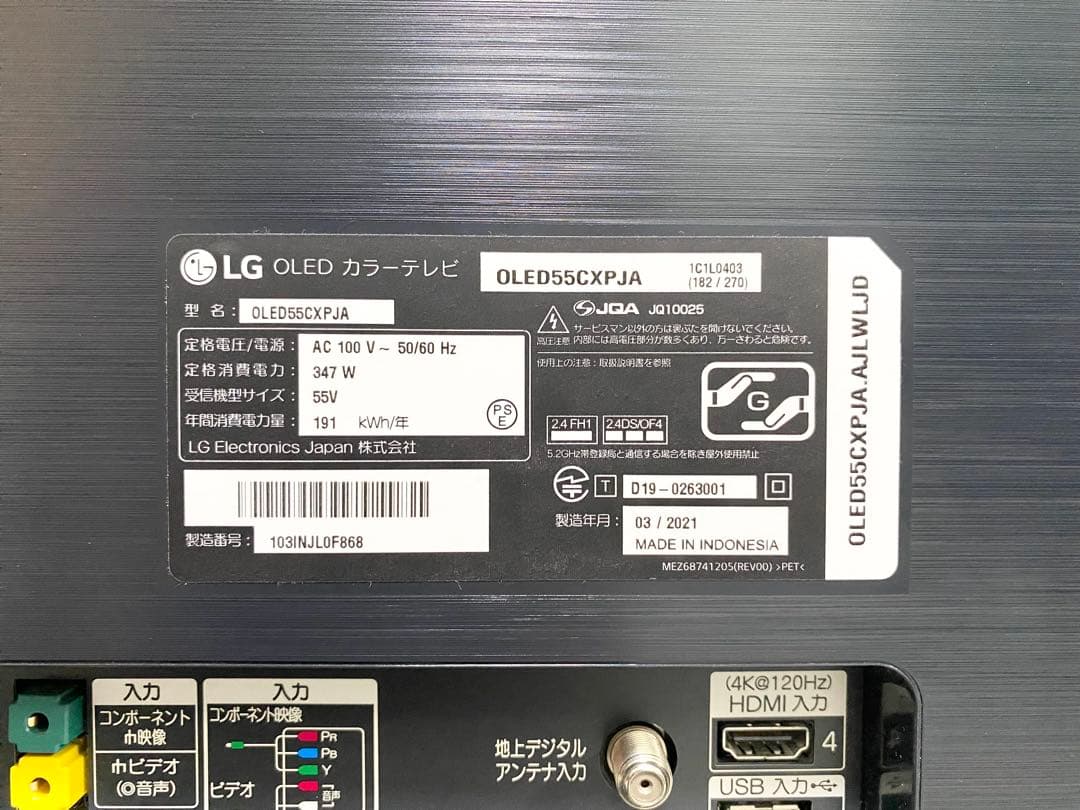 LG OLED カラーテレビ
OLED55CXPJA
1C1L0403
(182 / 270)
型 名： OLED55CXPJA
定格電圧/電源： AC 100 V ~ 50/60 Hz
定格消費電力： 347 W
受信機型サイズ： 55V
年間消費電力量： 191 kWh/年
PS
E
LG Electronics Japan 株式会社
製造番号： 103INJL0F868
JQA JQ10025
高圧注意
サービスマン以外の方は裏ぶたを開けないでください。
内部には高電圧部分が数多くあり、万一さわると危険です。
使用上の注意：取扱説明書を参照
G
2.4 FH1
2.4DS/OF4
5.2GHz帯登録局と通信する場合を除き屋外使用禁止
T D19-0263001
製造年月： 03 / 2021
MADE IN INDONESIA
MEZ68741205(REV00) >PET<
OLED55CXPJA.AJLWLJD
入力
コンポーネント
映像
ビデオ
(音声)
入力
コンポーネント映像
PR
PB
Y
ビデオ
音声
地上デジタル
アンテナ入力
(4K@120Hz)
HDMI 入力
4
USB 入力